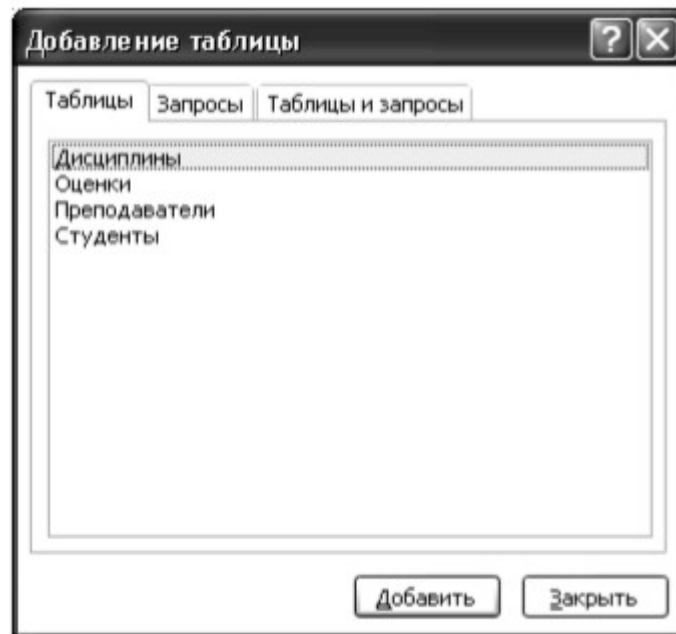 Добавление таблицы
Таблицы Запросы Таблицы и запросы
Дисциплины
Оценки
Преподаватели
Студенты
Добавить Закрыть